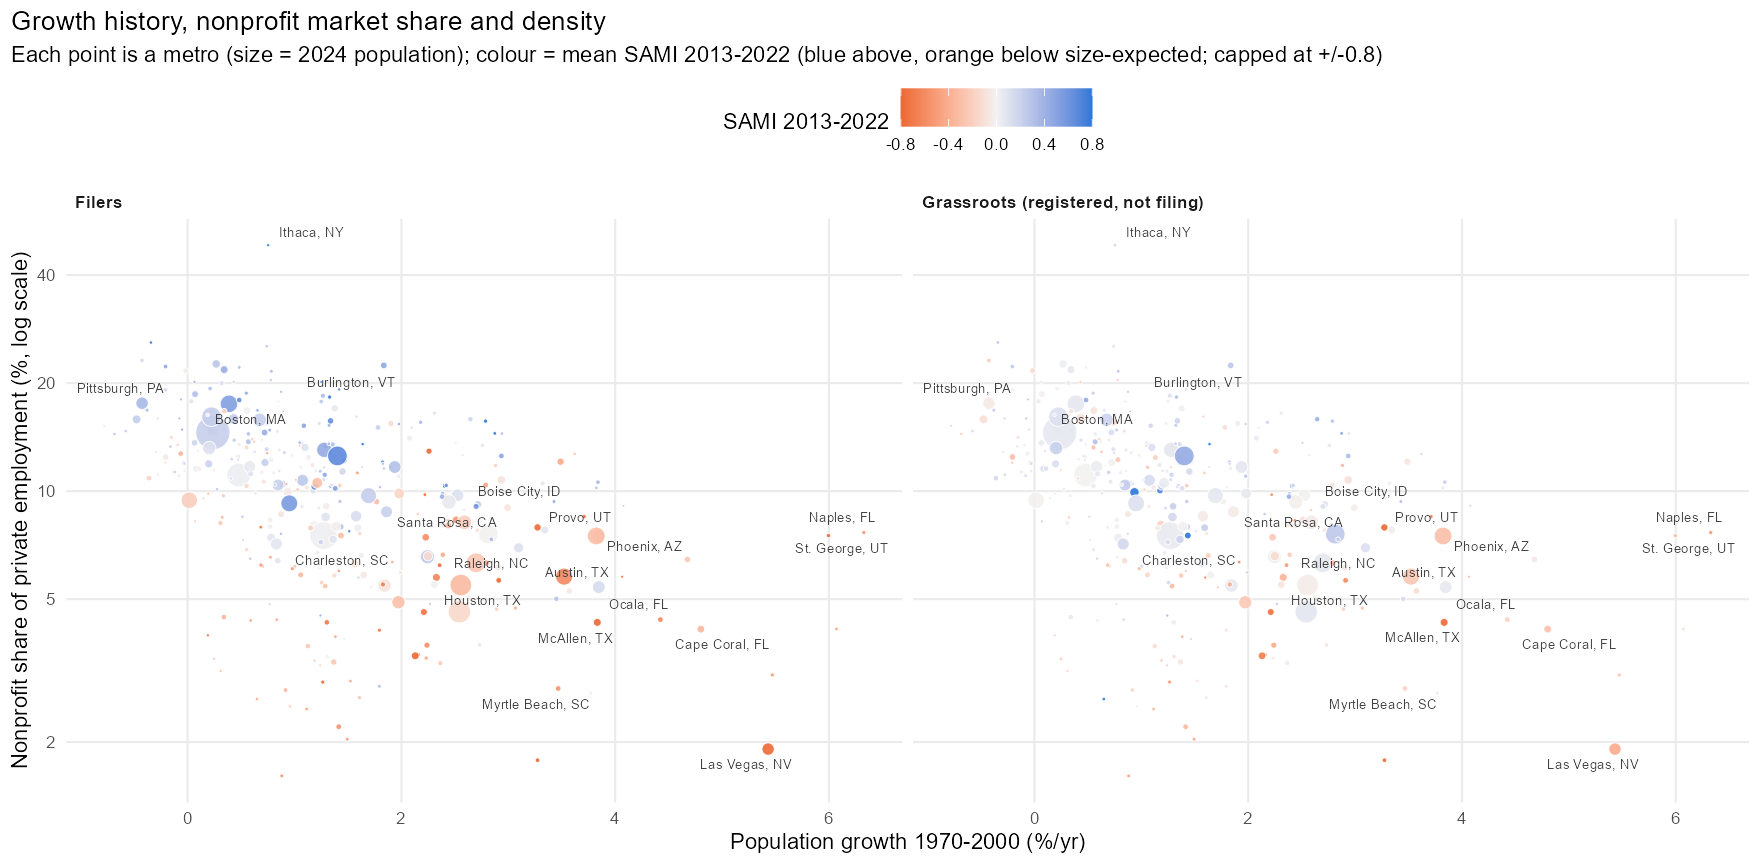 Growth history, nonprofit market share and density
Each point is a metro (size = 2024 population); colour = mean SAMI 2013-2022 (blue above, orange below size-expected; capped at +/-0.8)
SAMI 2013-2022
-0.8 -0.4 0.0 0.4 0.8
Filers
Grassroots (registered, not filing)
Nonprofit share of private employment (%, log scale)
40
20
10
5
2
Ithaca, NY
Pittsburgh, PA
Burlington, VT
Boston, MA
Boise City, ID
Santa Rosa, CA
Provo, UT
Naples, FL
Phoenix, AZ
St. George, UT
Charleston, SC
Raleigh, NC
Austin, TX
Houston, TX
Ocala, FL
McAllen, TX
Cape Coral, FL
Myrtle Beach, SC
Las Vegas, NV
Ithaca, NY
Pittsburgh, PA
Burlington, VT
Boston, MA
Boise City, ID
Santa Rosa, CA
Provo, UT
Naples, FL
Phoenix, AZ
St. George, UT
Charleston, SC
Raleigh, NC
Austin, TX
Houston, TX
Ocala, FL
McAllen, TX
Cape Coral, FL
Myrtle Beach, SC
Las Vegas, NV
0 2 4 6
0 2 4 6
Population growth 1970-2000 (%/yr)